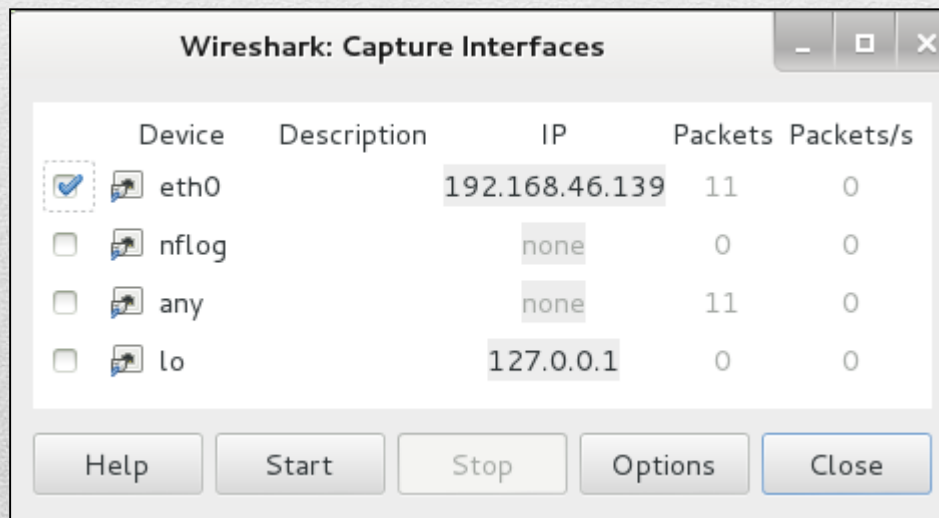 Wireshark: Capture Interfaces
Device Description IP Packets Packets/s
eth0 192.168.46.139 11 0
nflog none 0 0
any none 11 0
lo 127.0.0.1 0 0
Help Start Stop Options Close